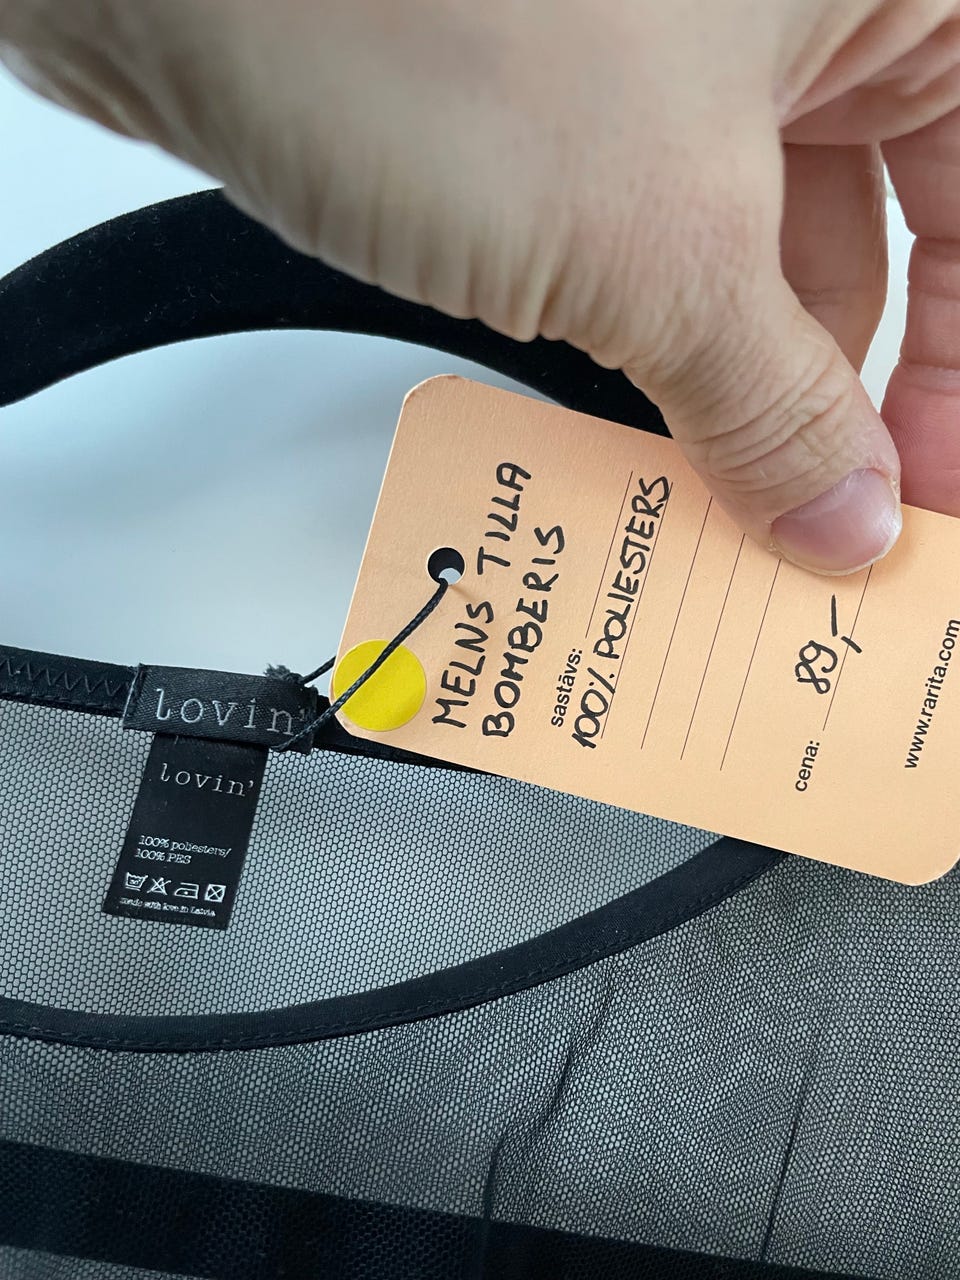 MELNS TILLA
BOMBERIS
sastāvs:
100% POLIESTERS
cena: 89,–
www.rarita.com
lovin'
lovin'
100% poliesters/
100% PES
made with love in Latvia